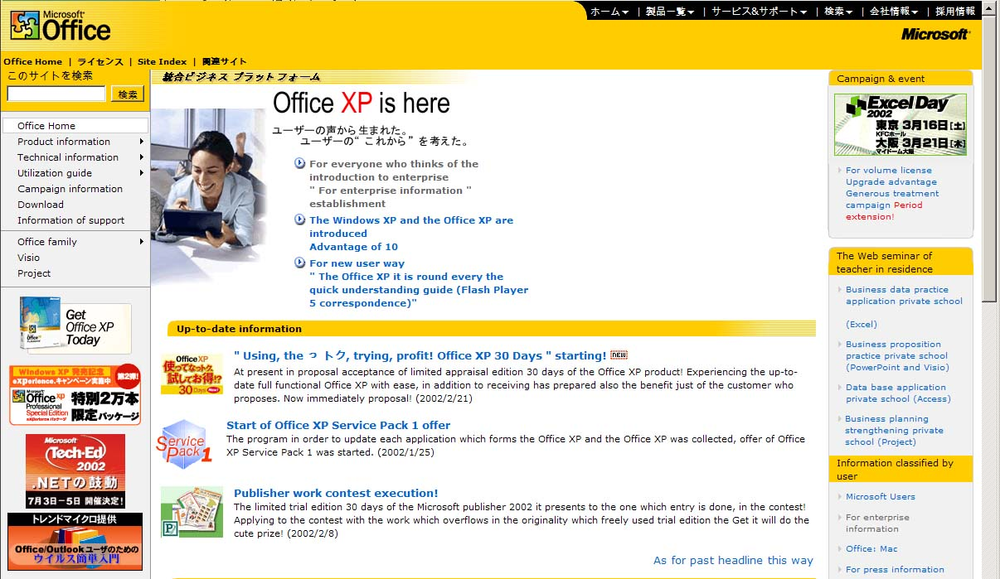 Microsoft
Office
ホーム | 製品一覧 | サービス&サポート | 検索 | 会社情報 | 採用情報
Microsoft
Office Home | ライセンス | Site Index | 関連サイト
このサイトを検索
検索
Office Home
Product information
Technical information
Utilization guide
Campaign information
Download
Information of support
Office family
Visio
Project
Get
Office XP
Today
Windows XP 発売記念
eXperience.キャンペーン実施中
第2弾!
Microsoft
Office xp
Professional
Special Edition
eXperience パッケージ
特別2万本
限定パッケージ
Microsoft
Tech·Ed
2002
.NETの鼓動
7月3日-5日 開催決定!
トレンドマイクロ提供
Office/Outlookユーザのための
ウイルス簡単入門
統合ビジネス プラットフォーム
Office XP is here
ユーザーの声から生まれた。
ユーザーの“これから”を考えた。
For everyone who thinks of the
introduction to enterprise
" For enterprise information "
establishment
The Windows XP and the Office XP are
introduced
Advantage of 10
For new user way
" The Office XP it is round every the
quick understanding guide (Flash Player
5 correspondence)"
Up-to-date information
Office XP
使ってなっトク
試してお得!?
30 Days New!
" Using, the っ トク, trying, profit! Office XP 30 Days " starting! NEW
At present in proposal acceptance of limited appraisal edition 30 days of the Office XP product! Experiencing the up-to-
date full functional Office XP with ease, in addition to receiving has prepared also the benefit just of the customer who
proposes. Now immediately proposal! (2002/2/21)
Service
Pack 1
Start of Office XP Service Pack 1 offer
The program in order to update each application which forms the Office XP and the Office XP was collected, offer of Office
XP Service Pack 1 was started. (2002/1/25)
P
Publisher work contest execution!
The limited trial edition 30 days of the Microsoft publisher 2002 it presents to the one which entry is done, in the contest!
Applying to the contest with the work which overflows in the originality which freely used trial edition the Get it will do the
cute prize! (2002/2/8)
As for past headline this way
Campaign & event
Excel Day
2002
東京 3月16日[土]
KFCホール
大阪 3月21日[木]
マイドーム大阪
For volume license
Upgrade advantage
Generous treatment
campaign Period
extension!
The Web seminar of
teacher in residence
Business data practice
application private school
(Excel)
Business proposition
practice private school
(PowerPoint and Visio)
Data base application
private school (Access)
Business planning
strengthening private
school (Project)
Information classified by
user
Microsoft Users
For enterprise
information
Office: Mac
For press information